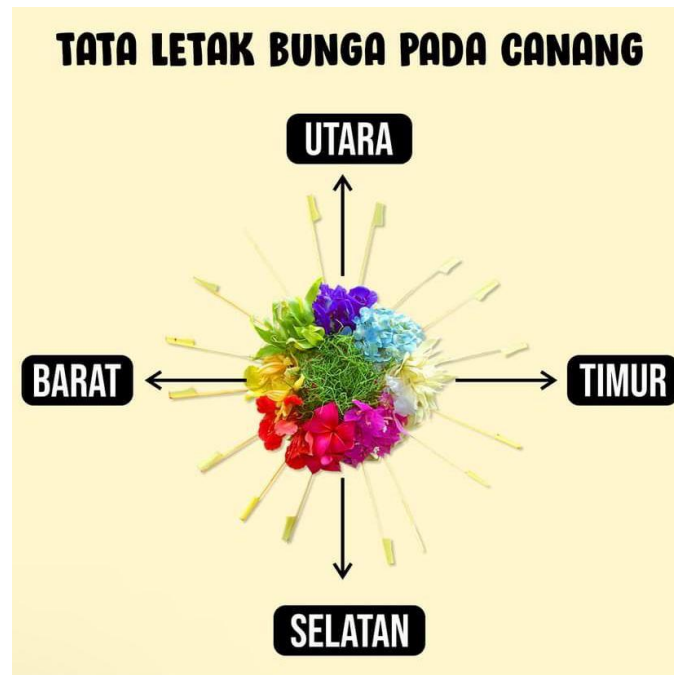 TATA LETAK BUNGA PADA CANANG
UTARA
BARAT
TIMUR
SELATAN